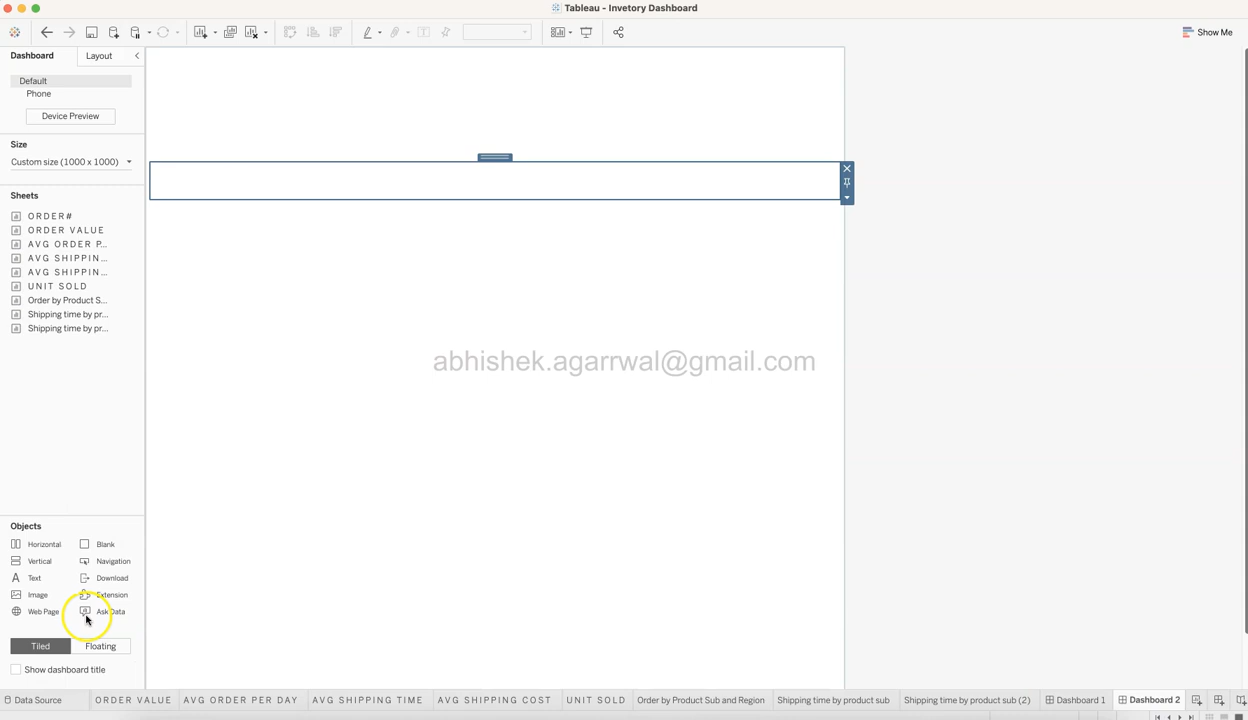 Tableau - Invetory Dashboard
Show Me
Dashboard
Layout
Default
Phone
Device Preview
Size
Custom size (1000 x 1000)
Sheets
ORDER#
ORDER VALUE
AVG ORDER P...
AVG SHIPPIN...
AVG SHIPPIN...
UNIT SOLD
Order by Product S...
Shipping time by pr...
Shipping time by pr...
abhishek.agarrwal@gmail.com
Objects
Horizontal
Blank
Vertical
Navigation
Text
Download
Image
Extension
Web Page
Ask Data
Tiled
Floating
Show dashboard title
Data Source
ORDER VALUE
AVG ORDER PER DAY
AVG SHIPPING TIME
AVG SHIPPING COST
UNIT SOLD
Order by Product Sub and Region
Shipping time by product sub
Shipping time by product sub (2)
Dashboard 1
Dashboard 2